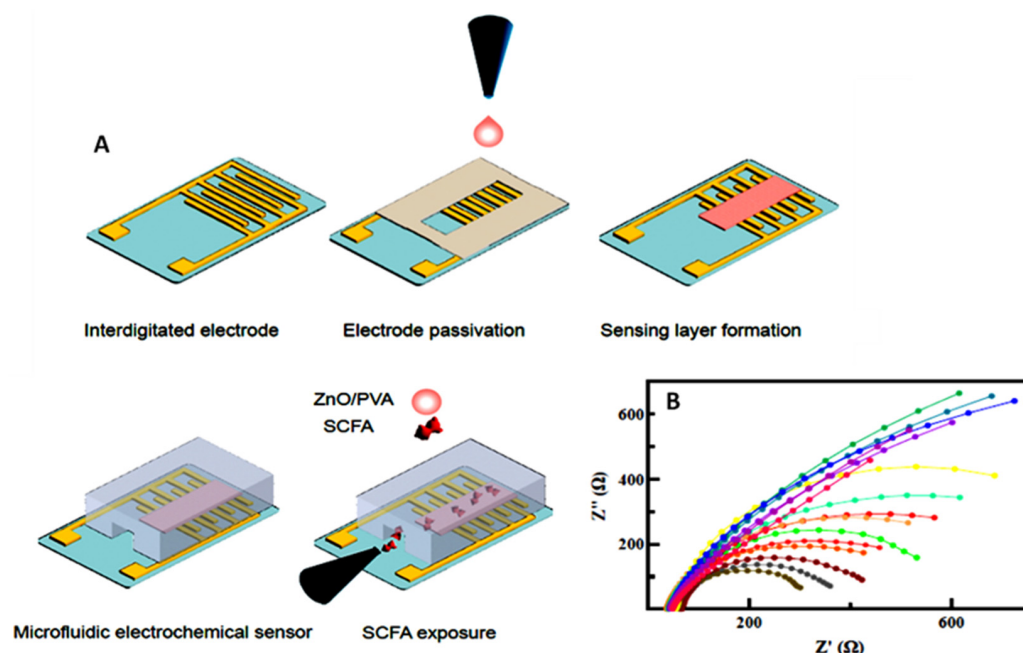 A
Interdigitated electrode
Electrode passivation
Sensing layer formation
ZnO/PVA
SCFA
Microfluidic electrochemical sensor
SCFA exposure
B
Z'' (Ω)
600
400
200
200
600
Z' (Ω)